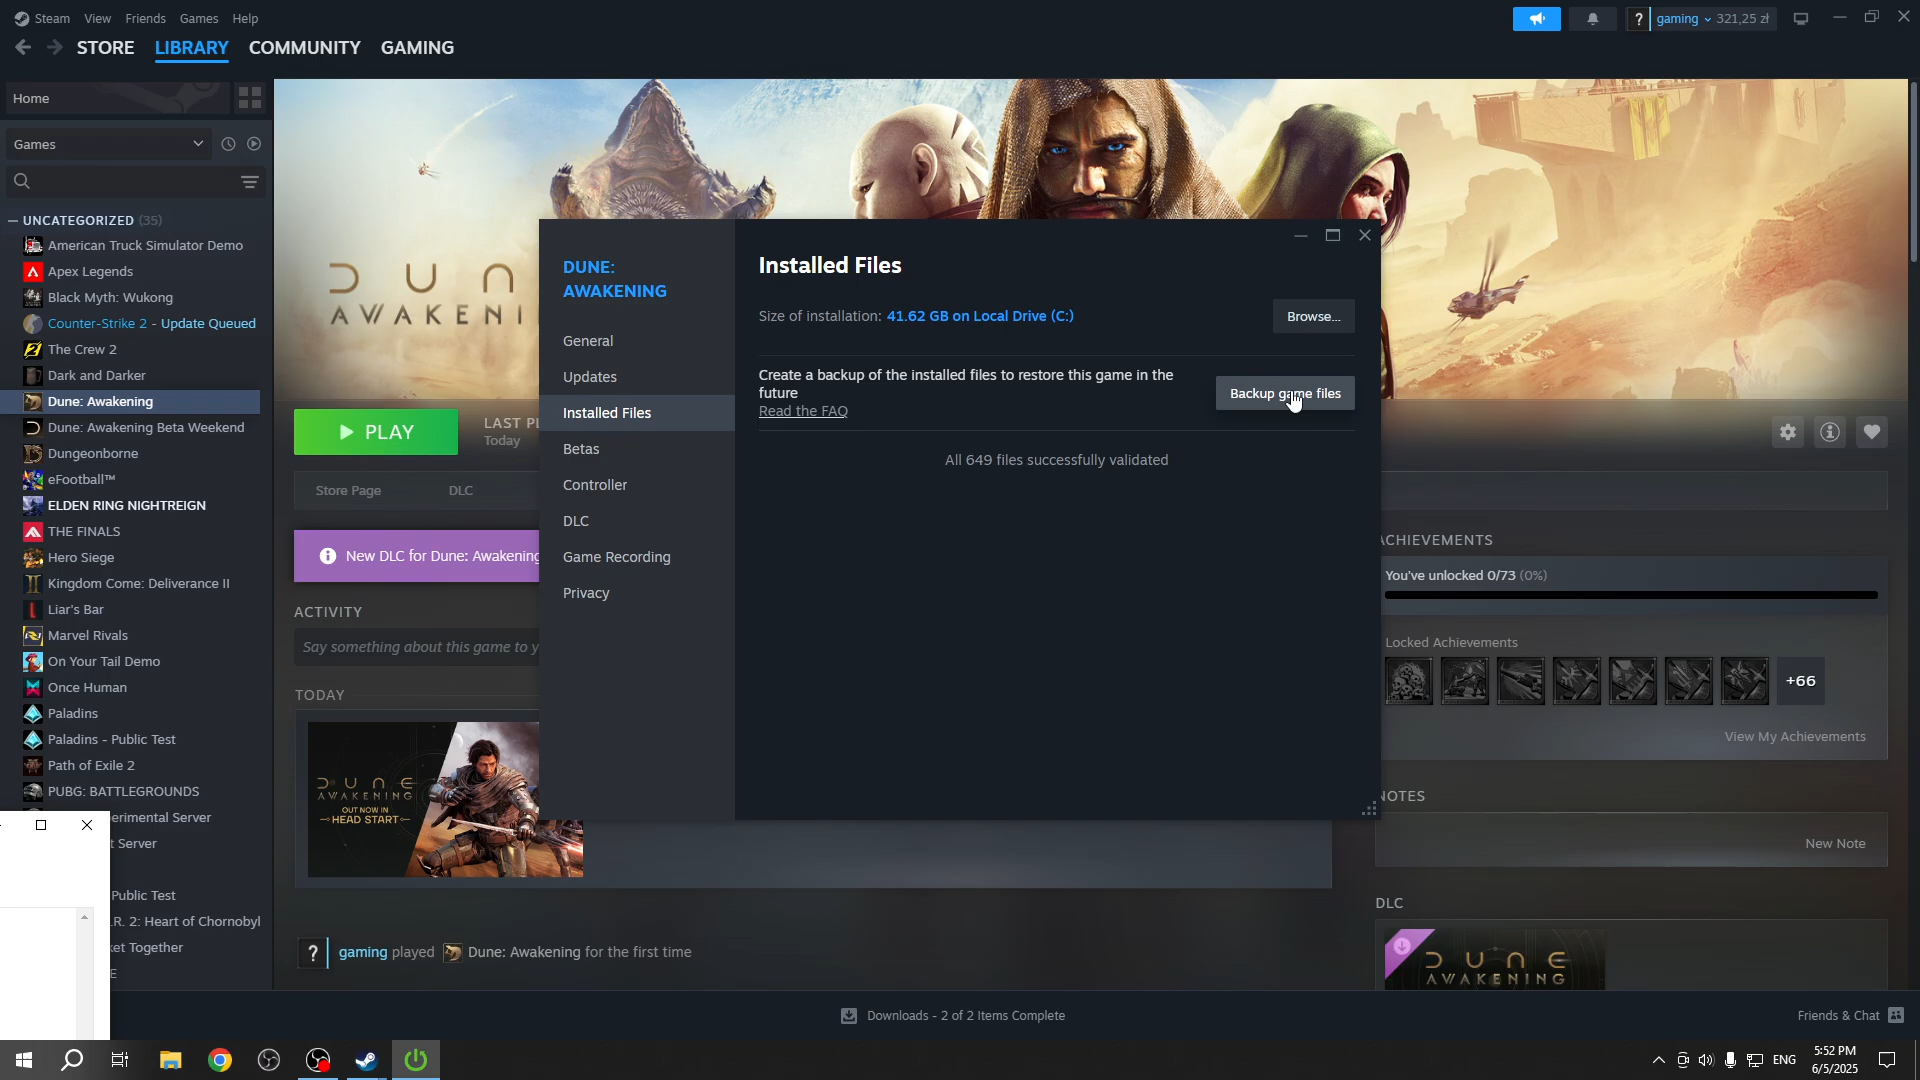 Steam View Friends Games Help
gaming 321,25 zł
STORE LIBRARY COMMUNITY GAMING
Home
Games
— UNCATEGORIZED (35)
American Truck Simulator Demo
Apex Legends
Black Myth: Wukong
Counter-Strike 2 - Update Queued
The Crew 2
Dark and Darker
Dune: Awakening
Dune: Awakening Beta Weekend
Dungeonborne
eFootball™
ELDEN RING NIGHTREIGN
THE FINALS
Hero Siege
Kingdom Come: Deliverance II
Liar's Bar
Marvel Rivals
On Your Tail Demo
Once Human
Paladins
Paladins - Public Test
Path of Exile 2
PUBG: BATTLEGROUNDS
erimental Server
t Server
Public Test
.R. 2: Heart of Chornobyl
ket Together
E
DUN
AWAKENI
PLAY
LAST PL
Today
Store Page DLC
New DLC for Dune: Awakening
ACTIVITY
Say something about this game to y
TODAY
DUNE
AWAKENING
OUT NOW IN
HEAD START
gaming played Dune: Awakening for the first time
DUNE:
AWAKENING
General
Updates
Installed Files
Betas
Controller
DLC
Game Recording
Privacy
Installed Files
Size of installation: 41.62 GB on Local Drive (C:)
Browse...
Create a backup of the installed files to restore this game in the
future
Read the FAQ
Backup game files
All 649 files successfully validated
ACHIEVEMENTS
You've unlocked 0/73 (0%)
Locked Achievements
+66
View My Achievements
NOTES
New Note
DLC
DUNE
AWAKENING
Downloads - 2 of 2 Items Complete
Friends & Chat
ENG
5:52 PM
6/5/2025